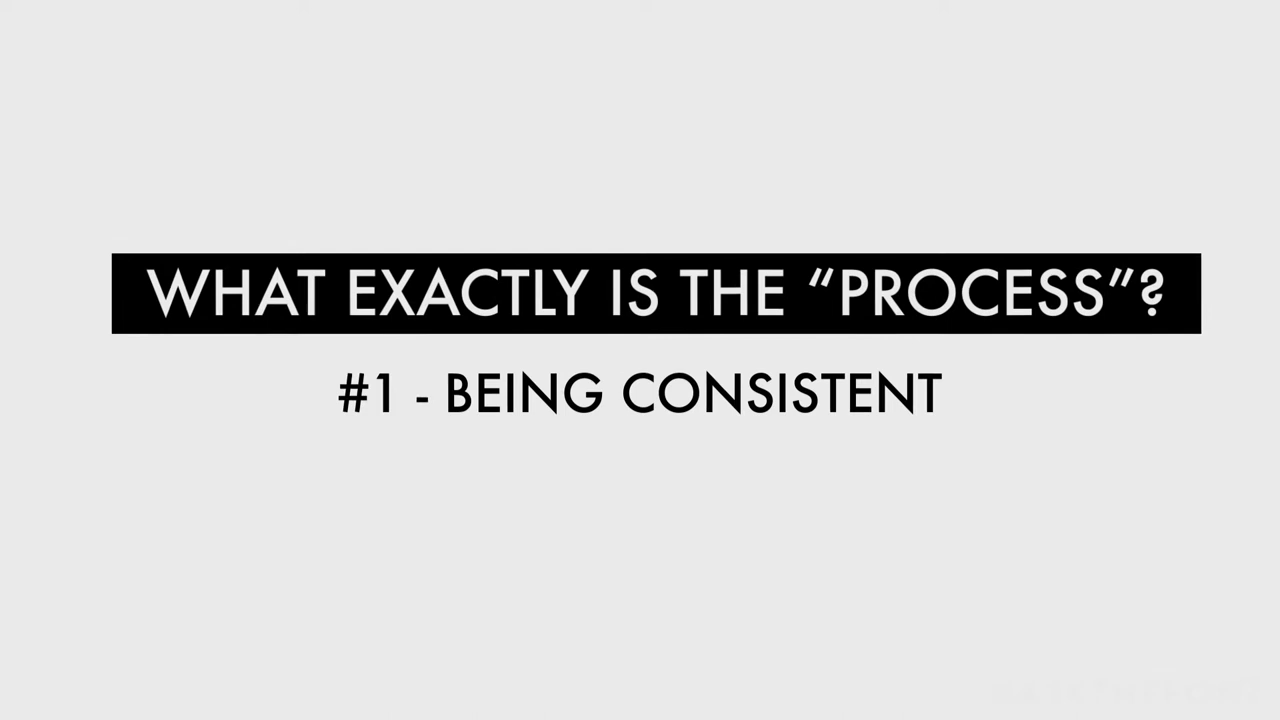 WHAT EXACTLY IS THE “PROCESS”?
#1 - BEING CONSISTENT